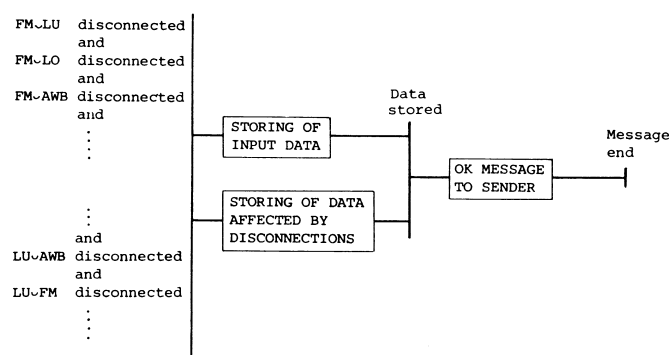 FM◡LU disconnected
and
FM◡LO disconnected
and
FM◡AWB disconnected
and
STORING OF
INPUT DATA
Data
stored
OK MESSAGE
TO SENDER
Message
end
STORING OF DATA
AFFECTED BY
DISCONNECTIONS
and
LU◡AWB disconnected
and
LU◡FM disconnected